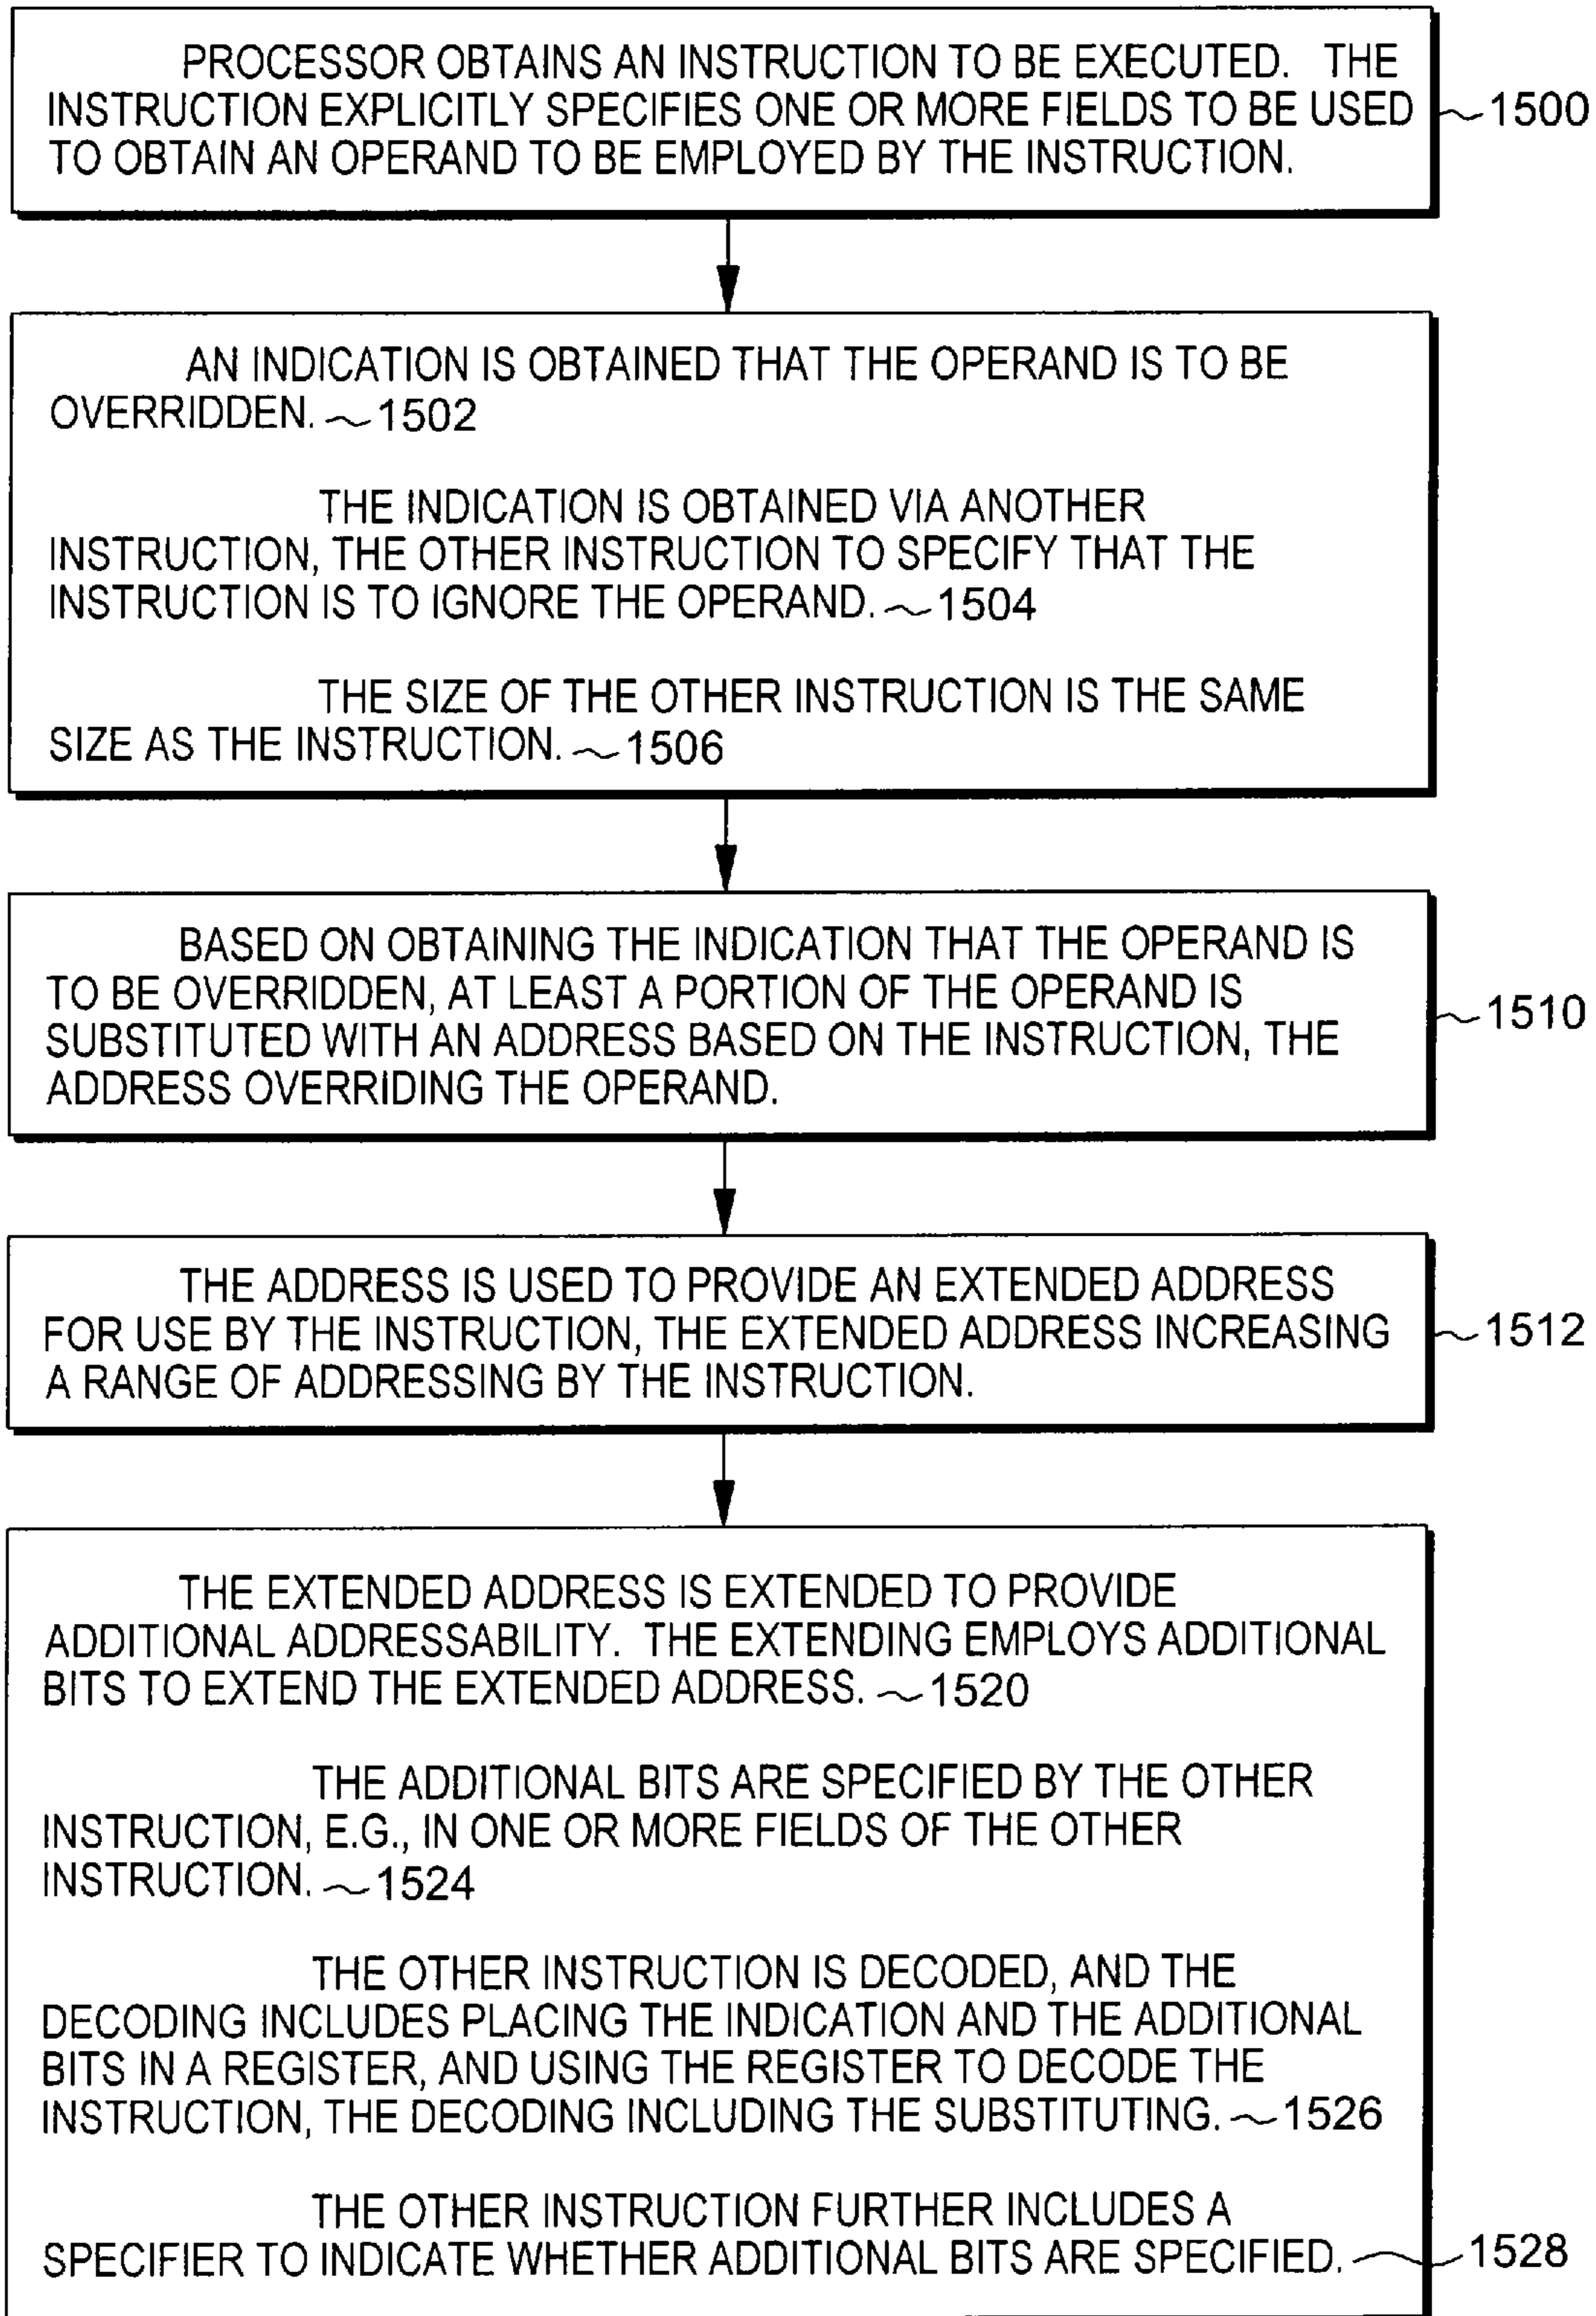 PROCESSOR OBTAINS AN INSTRUCTION TO BE EXECUTED. THE
INSTRUCTION EXPLICITLY SPECIFIES ONE OR MORE FIELDS TO BE USED
TO OBTAIN AN OPERAND TO BE EMPLOYED BY THE INSTRUCTION.
1500
AN INDICATION IS OBTAINED THAT THE OPERAND IS TO BE
OVERRIDDEN. 1502
THE INDICATION IS OBTAINED VIA ANOTHER
INSTRUCTION, THE OTHER INSTRUCTION TO SPECIFY THAT THE
INSTRUCTION IS TO IGNORE THE OPERAND. 1504
THE SIZE OF THE OTHER INSTRUCTION IS THE SAME
SIZE AS THE INSTRUCTION. 1506
BASED ON OBTAINING THE INDICATION THAT THE OPERAND IS
TO BE OVERRIDDEN, AT LEAST A PORTION OF THE OPERAND IS
SUBSTITUTED WITH AN ADDRESS BASED ON THE INSTRUCTION, THE
ADDRESS OVERRIDING THE OPERAND.
1510
THE ADDRESS IS USED TO PROVIDE AN EXTENDED ADDRESS
FOR USE BY THE INSTRUCTION, THE EXTENDED ADDRESS INCREASING
A RANGE OF ADDRESSING BY THE INSTRUCTION.
1512
THE EXTENDED ADDRESS IS EXTENDED TO PROVIDE
ADDITIONAL ADDRESSABILITY. THE EXTENDING EMPLOYS ADDITIONAL
BITS TO EXTEND THE EXTENDED ADDRESS. 1520
THE ADDITIONAL BITS ARE SPECIFIED BY THE OTHER
INSTRUCTION, E.G., IN ONE OR MORE FIELDS OF THE OTHER
INSTRUCTION. 1524
THE OTHER INSTRUCTION IS DECODED, AND THE
DECODING INCLUDES PLACING THE INDICATION AND THE ADDITIONAL
BITS IN A REGISTER, AND USING THE REGISTER TO DECODE THE
INSTRUCTION, THE DECODING INCLUDING THE SUBSTITUTING. 1526
THE OTHER INSTRUCTION FURTHER INCLUDES A
SPECIFIER TO INDICATE WHETHER ADDITIONAL BITS ARE SPECIFIED. 1528